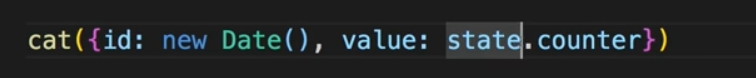 cat({id: new Date(), value: state.counter})